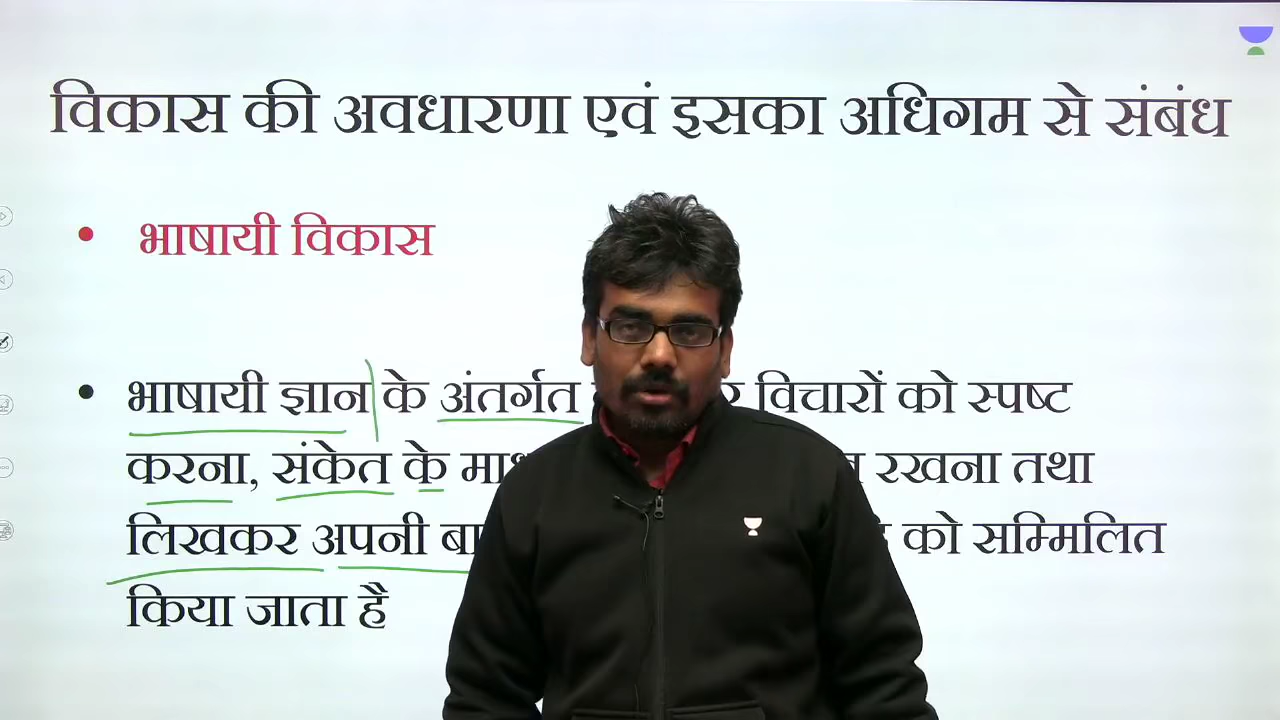 विकास की अवधारणा एवं इसका अधिगम से संबंध
भाषायी विकास
भाषायी ज्ञान के अंतर्गत विचारों को स्पष्ट
करना, संकेत के रखना तथा
लिखकर अपनी को सम्मिलित
किया जाता है